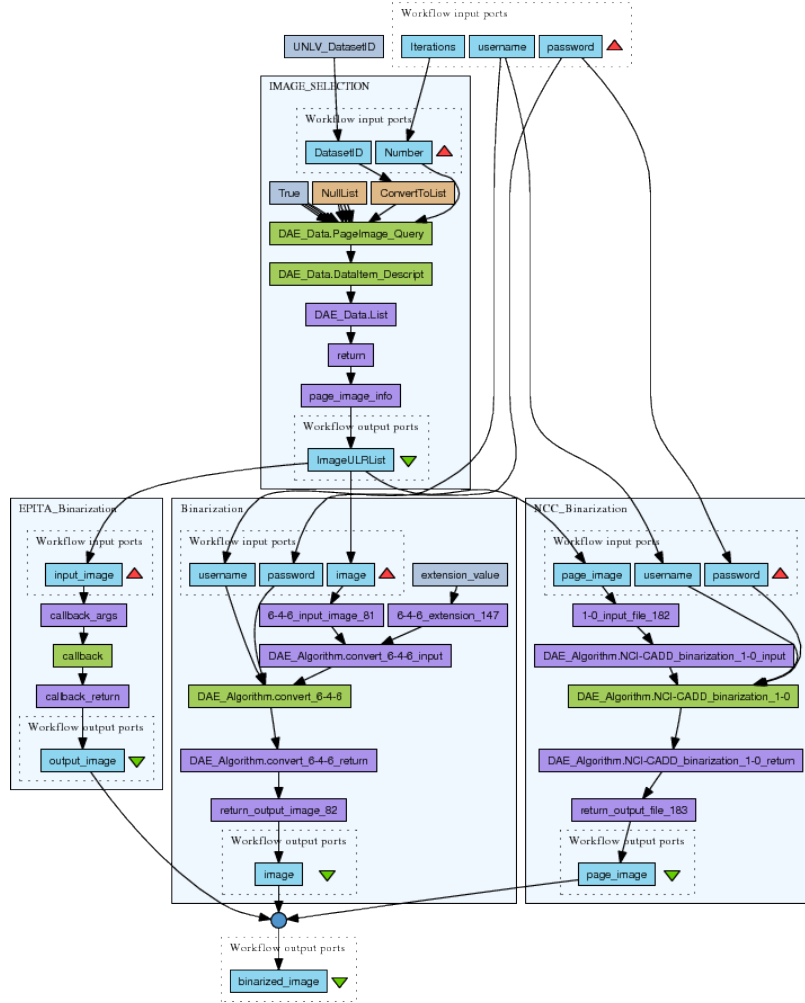 Workflow input ports
UNLV_DatasetID
Iterations
username
password
IMAGE_SELECTION
Workflow input ports
DatasetID
Number
True
NullList
ConvertToList
DAE_Data.PageImage_Query
DAE_Data.DataItem_Descript
DAE_Data.List
return
page_image_info
Workflow output ports
ImageULRList
EPITA_Binarization
Workflow input ports
input_image
callback_args
callback
callback_return
Workflow output ports
output_image
Binarization
Workflow input ports
username
password
image
extension_value
6-4-6_input_image_81
6-4-6_extension_147
DAE_Algorithm.convert_6-4-6_input
DAE_Algorithm.convert_6-4-6
DAE_Algorithm.convert_6-4-6_return
return_output_image_82
Workflow output ports
image
NCC_Binarization
Workflow input ports
page_image
username
password
1-0_input_file_182
DAE_Algorithm.NCI-CADD_binarization_1-0_input
DAE_Algorithm.NCI-CADD_binarization_1-0
DAE_Algorithm.NCI-CADD_binarization_1-0_return
return_output_file_183
Workflow output ports
page_image
Workflow output ports
binarized_image